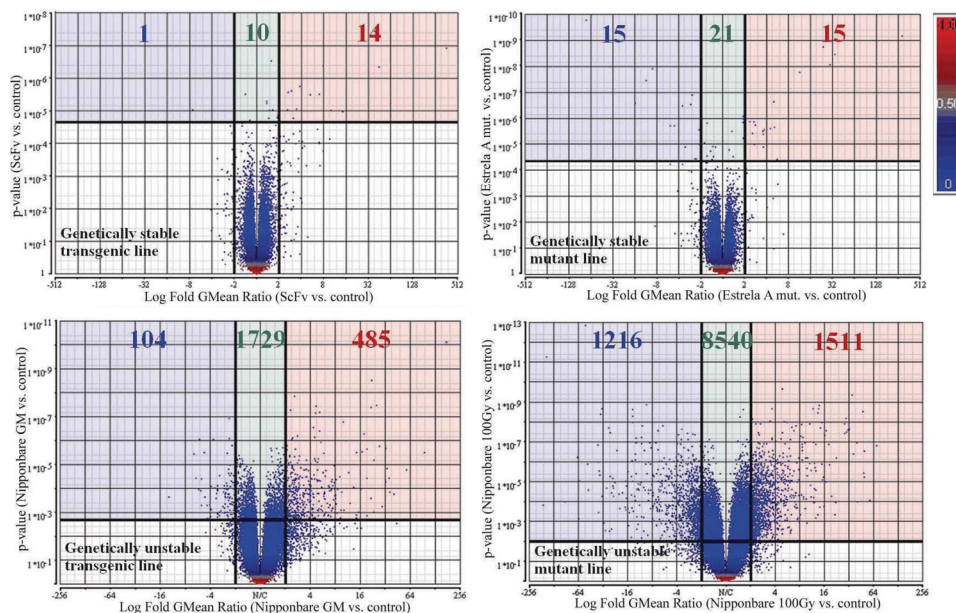 1 10 14
1*10-8
1*10-7
1*10-6
1*10-5
1*10-4
1*10-3
1*10-2
1*10-1
1
p-value (ScFv vs. control)
Genetically stable
transgenic line
-512 -128 -32 -8 -2 2 8 32 128 512
Log Fold GMean Ratio (ScFv vs. control)
15 21 15
1*10-10
1*10-9
1*10-8
1*10-7
1*10-6
1*10-5
1*10-4
1*10-3
1*10-2
1*10-1
1
p-value (Estrela A mut. vs. control)
Genetically stable
mutant line
-512 -128 -32 -8 -2 2 8 32 128 512
Log Fold GMean Ratio (Estrela A mut. vs. control)
1.0
0.50
0
104 1729 485
1*10-11
1*10-9
1*10-7
1*10-5
1*10-3
1*10-1
p-value (Nipponbare GM vs. control)
Genetically unstable
transgenic line
-256 -64 -16 -4 N/C 4 16 64 256
Log Fold GMean Ratio (Nipponbare GM vs. control)
1216 8540 1511
1*10-13
1*10-11
1*10-9
1*10-7
1*10-5
1*10-3
1*10-1
p-value (Nipponbare 100Gy vs. control)
Genetically unstable
mutant line
-256 -64 -16 -4 N/C 4 16 64 256
Log Fold GMean Ratio (Nipponbare 100Gy vs. control)